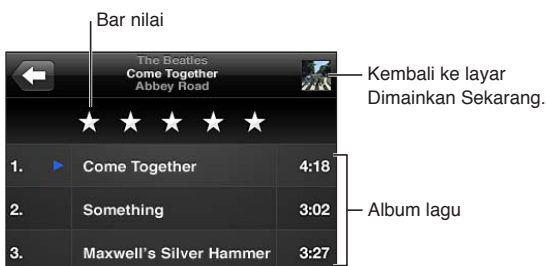 Bar nilai
The Beatles
Come Together
Abbey Road
Kembali ke layar
Dimainkan Sekarang.
1. Come Together 4:18
2. Something 3:02
3. Maxwell's Silver Hammer 3:27
Album lagu